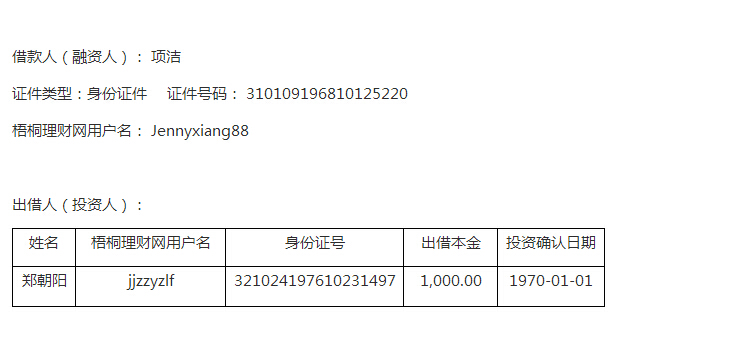 借款人（融资人）： 项洁
证件类型：身份证件 证件号码： 310109196810125220
梧桐理财网用户名： Jennyxiang88
出借人（投资人）：
姓名 梧桐理财网用户名 身份证号 出借本金 投资确认日期
郑朝阳 jjzzyzlf 321024197610231497 1,000.00 1970-01-01